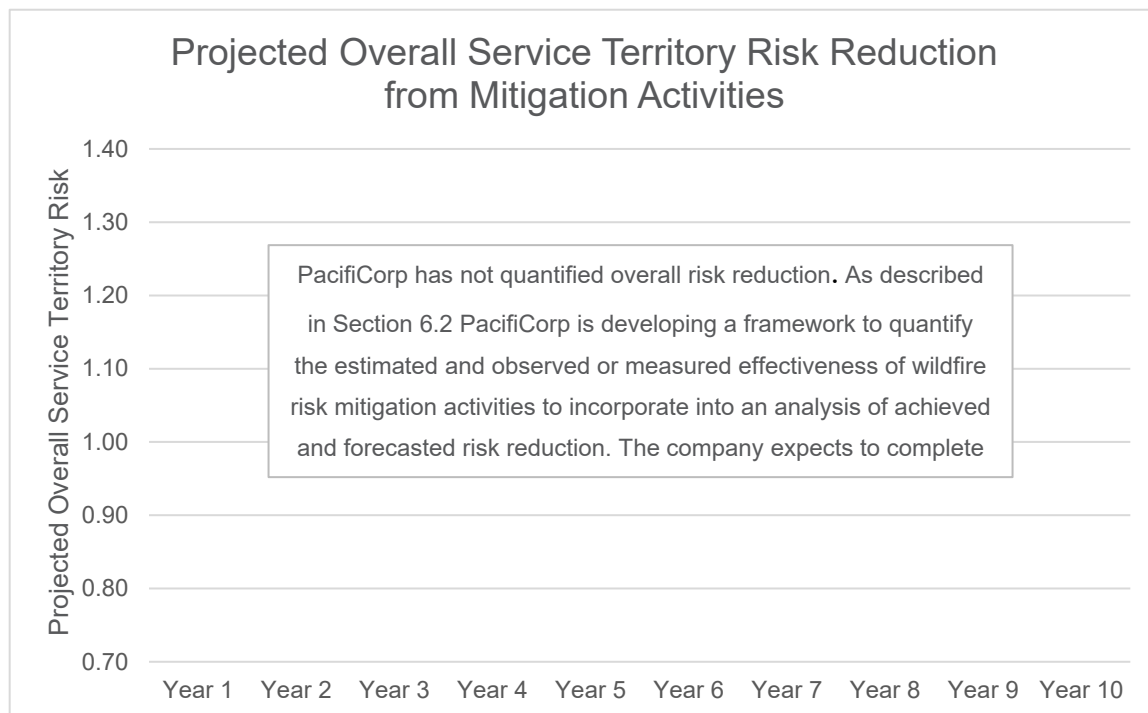 Projected Overall Service Territory Risk Reduction
from Mitigation Activities
Projected Overall Service Territory Risk
1.40
1.30
1.20
1.10
1.00
0.90
0.80
0.70
PacifiCorp has not quantified overall risk reduction. As described
in Section 6.2 PacifiCorp is developing a framework to quantify
the estimated and observed or measured effectiveness of wildfire
risk mitigation activities to incorporate into an analysis of achieved
and forecasted risk reduction. The company expects to complete
Year 1 Year 2 Year 3 Year 4 Year 5 Year 6 Year 7 Year 8 Year 9 Year 10